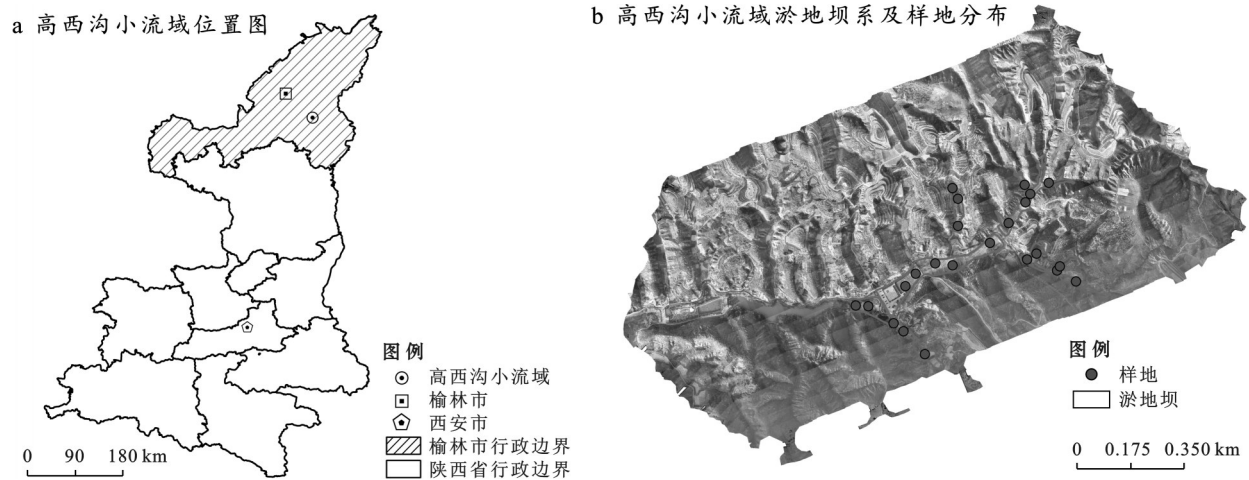 a 高西沟小流域位置图
图例
高西沟小流域
榆林市
西安市
榆林市行政边界
陕西省行政边界
0 90 180 km
b 高西沟小流域淤地坝系及样地分布
图例
样地
淤地坝
0 0.175 0.350 km